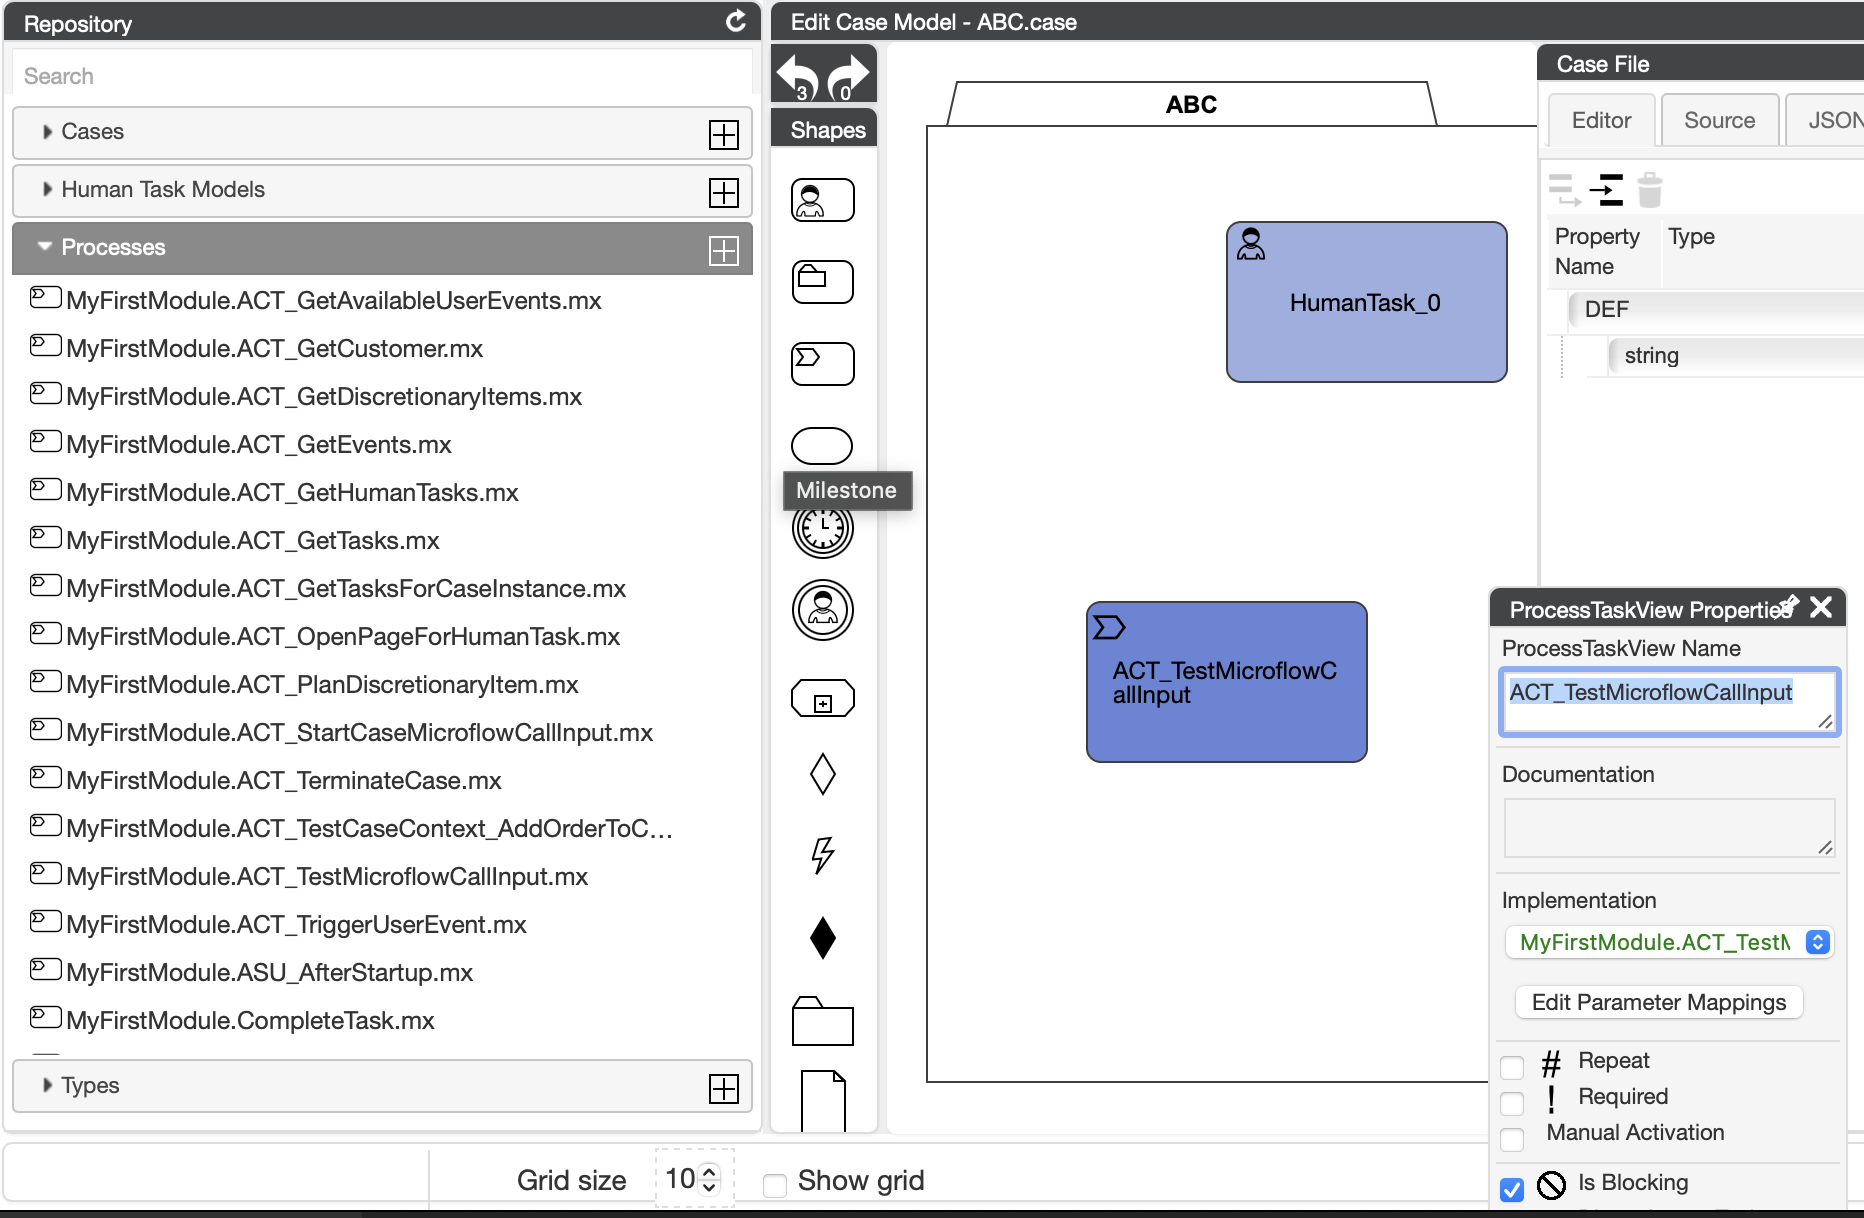 Repository
Search
Cases
Human Task Models
Processes
MyFirstModule.ACT_GetAvailableUserEvents.mx
MyFirstModule.ACT_GetCustomer.mx
MyFirstModule.ACT_GetDiscretionaryItems.mx
MyFirstModule.ACT_GetEvents.mx
MyFirstModule.ACT_GetHumanTasks.mx
MyFirstModule.ACT_GetTasks.mx
MyFirstModule.ACT_GetTasksForCaseInstance.mx
MyFirstModule.ACT_OpenPageForHumanTask.mx
MyFirstModule.ACT_PlanDiscretionaryItem.mx
MyFirstModule.ACT_StartCaseMicroflowCallInput.mx
MyFirstModule.ACT_TerminateCase.mx
MyFirstModule.ACT_TestCaseContext_AddOrderToC...
MyFirstModule.ACT_TestMicroflowCallInput.mx
MyFirstModule.ACT_TriggerUserEvent.mx
MyFirstModule.ASU_AfterStartup.mx
MyFirstModule.CompleteTask.mx
Types
Edit Case Model - ABC.case
3 0
Shapes
Milestone
ABC
HumanTask_0
ACT_TestMicroflowC
allInput
Case File
Editor Source JSON
Property Type
Name
DEF
string
ProcessTaskView Properties
ProcessTaskView Name
ACT_TestMicroflowCallInput
Documentation
Implementation
MyFirstModule.ACT_TestM
Edit Parameter Mappings
# Repeat
! Required
Manual Activation
Is Blocking
Grid size 10 Show grid